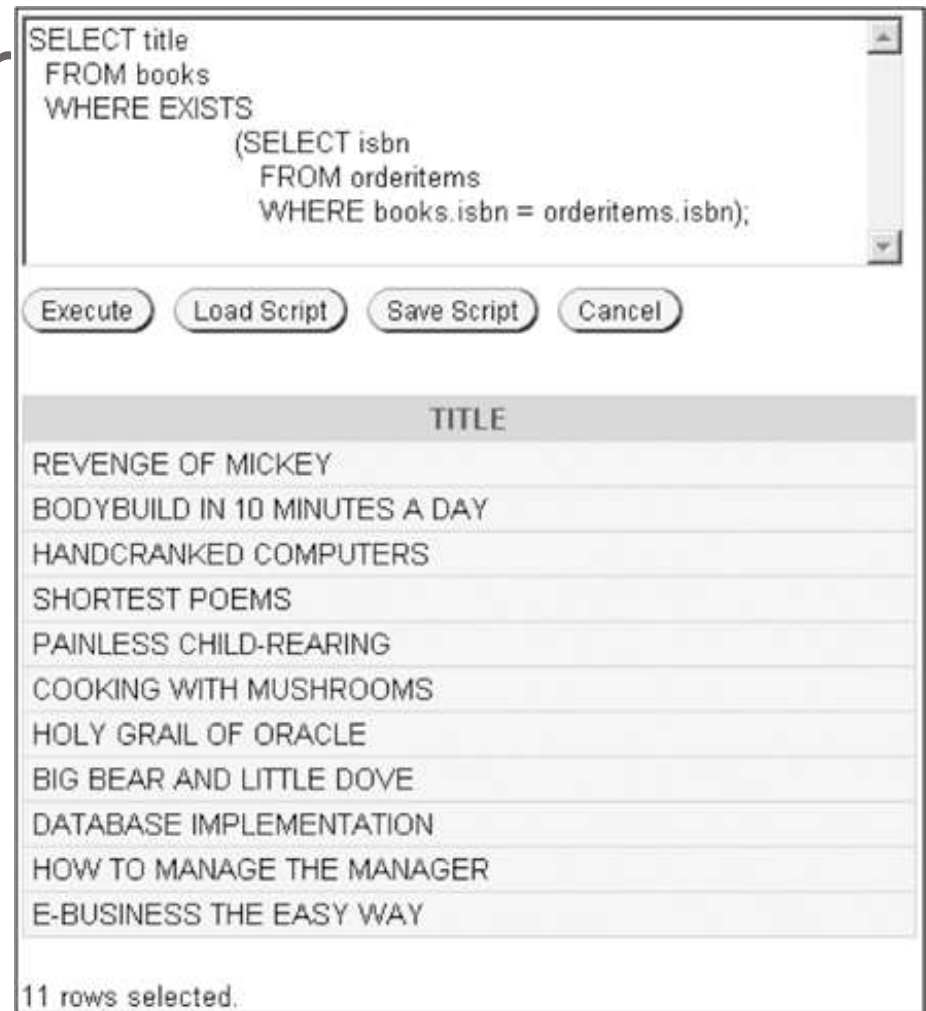 SELECT title
FROM books
WHERE EXISTS
(SELECT isbn
FROM orderitems
WHERE books.isbn = orderitems.isbn);
Execute Load Script Save Script Cancel
TITLE
REVENGE OF MICKEY
BODYBUILD IN 10 MINUTES A DAY
HANDCRANKED COMPUTERS
SHORTEST POEMS
PAINLESS CHILD-REARING
COOKING WITH MUSHROOMS
HOLY GRAIL OF ORACLE
BIG BEAR AND LITTLE DOVE
DATABASE IMPLEMENTATION
HOW TO MANAGE THE MANAGER
E-BUSINESS THE EASY WAY
11 rows selected.